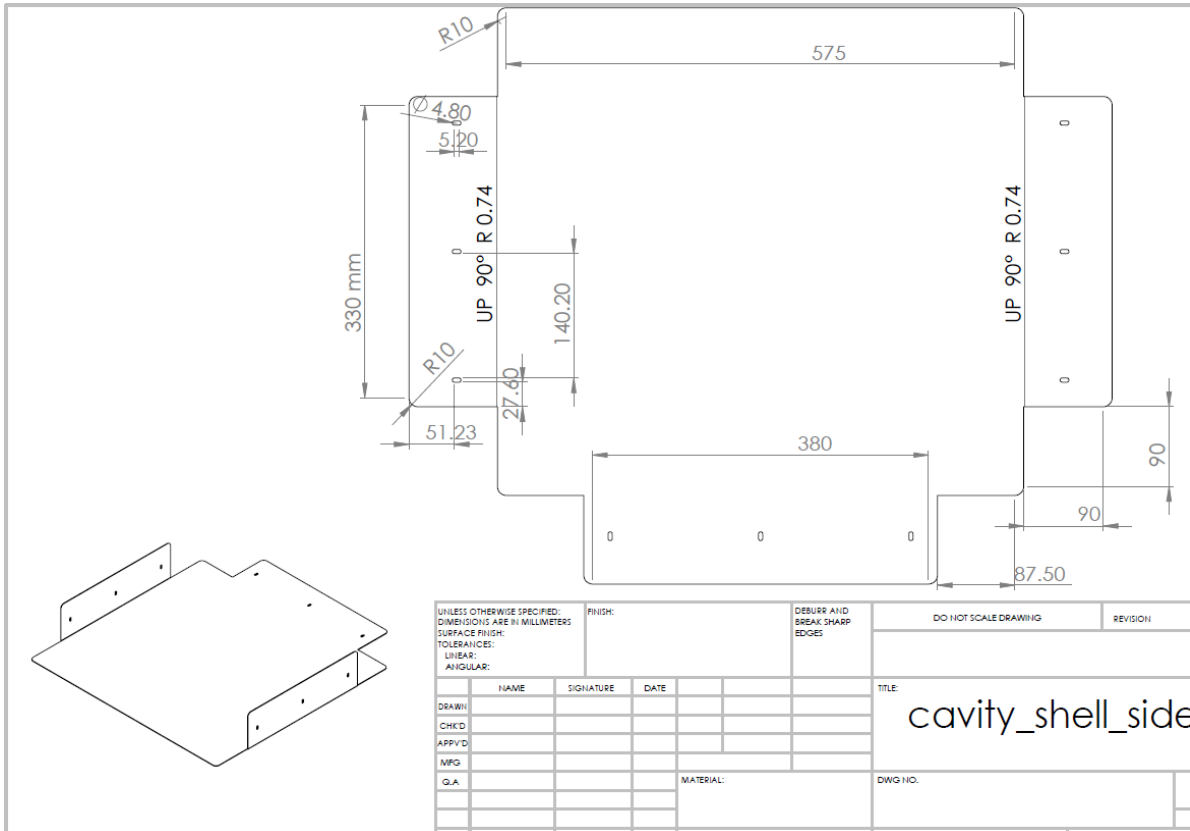 R10
575
Ø 4.80
5.20
UP 90° R 0.74
UP 90° R 0.74
330 mm
140.20
R10
27.60
51.23
380
90
90
87.50
UNLESS OTHERWISE SPECIFIED:
DIMENSIONS ARE IN MILLIMETERS
SURFACE FINISH:
TOLERANCES:
LINEAR:
ANGULAR:
FINISH:
DEBURR AND
BREAK SHARP
EDGES
DO NOT SCALE DRAWING
REVISION
NAME
SIGNATURE
DATE
TITLE:
DRAWN
CHK'D
APPV'D
MFG
Q.A
cavity_shell_side
MATERIAL:
DWG NO.